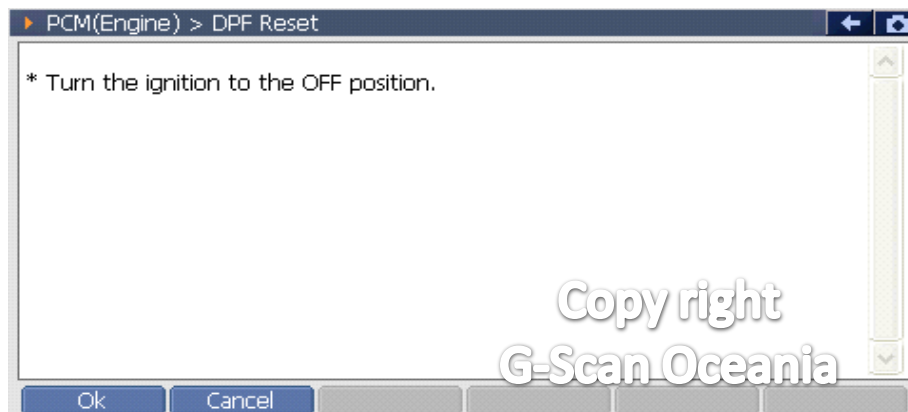 PCM(Engine) > DPF Reset
* Turn the ignition to the OFF position.
Copy right
G-Scan Oceania
Ok Cancel